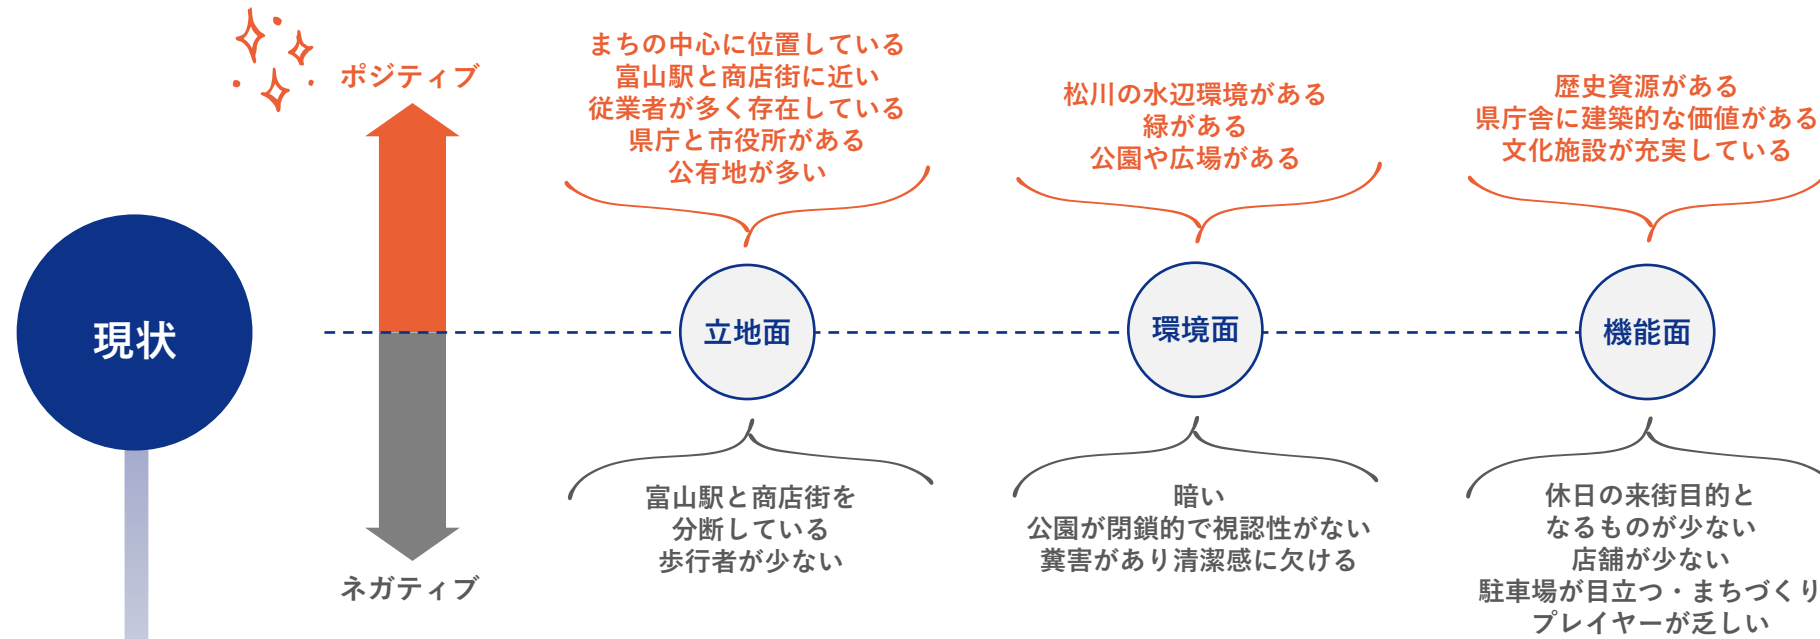 ポジティブ
まちの中心に位置している
富山駅と商店街に近い
従業者が多く存在している
県庁と市役所がある
公有地が多い
松川の水辺環境がある
緑がある
公園や広場がある
歴史資源がある
県庁舎に建築的な価値がある
文化施設が充実している
現状
立地面
環境面
機能面
富山駅と商店街を
分断している
歩行者が少ない
暗い
公園が閉鎖的で視認性がない
糞害があり清潔感に欠ける
休日の来街目的と
なるものが少ない
店舗が少ない
駐車場が目立つ・まちづくり
プレイヤーが乏しい
ネガティブ